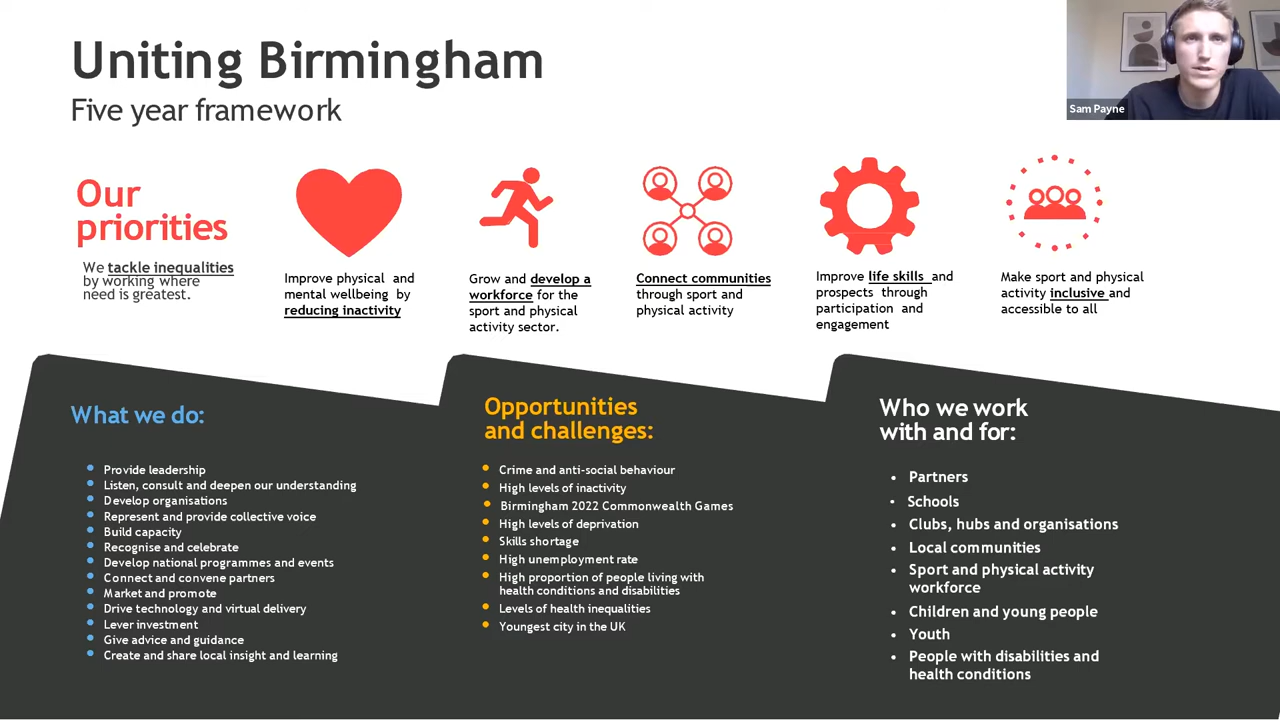 Uniting Birmingham
Five year framework
Sam Payne
Our
priorities
We tackle inequalities
by working where
need is greatest.
Improve physical and
mental wellbeing by
reducing inactivity
Grow and develop a
workforce for the
sport and physical
activity sector.
Connect communities
through sport and
physical activity
Improve life skills and
prospects through
participation and
engagement
Make sport and physical
activity inclusive and
accessible to all
What we do:
• Provide leadership
• Listen, consult and deepen our understanding
• Develop organisations
• Represent and provide collective voice
• Build capacity
• Recognise and celebrate
• Develop national programmes and events
• Connect and convene partners
• Market and promote
• Drive technology and virtual delivery
• Lever investment
• Give advice and guidance
• Create and share local insight and learning
Opportunities
and challenges:
• Crime and anti-social behaviour
• High levels of inactivity
• Birmingham 2022 Commonwealth Games
• High levels of deprivation
• Skills shortage
• High unemployment rate
• High proportion of people living with
health conditions and disabilities
• Levels of health inequalities
• Youngest city in the UK
Who we work
with and for:
• Partners
• Schools
• Clubs, hubs and organisations
• Local communities
• Sport and physical activity
workforce
• Children and young people
• Youth
• People with disabilities and
health conditions